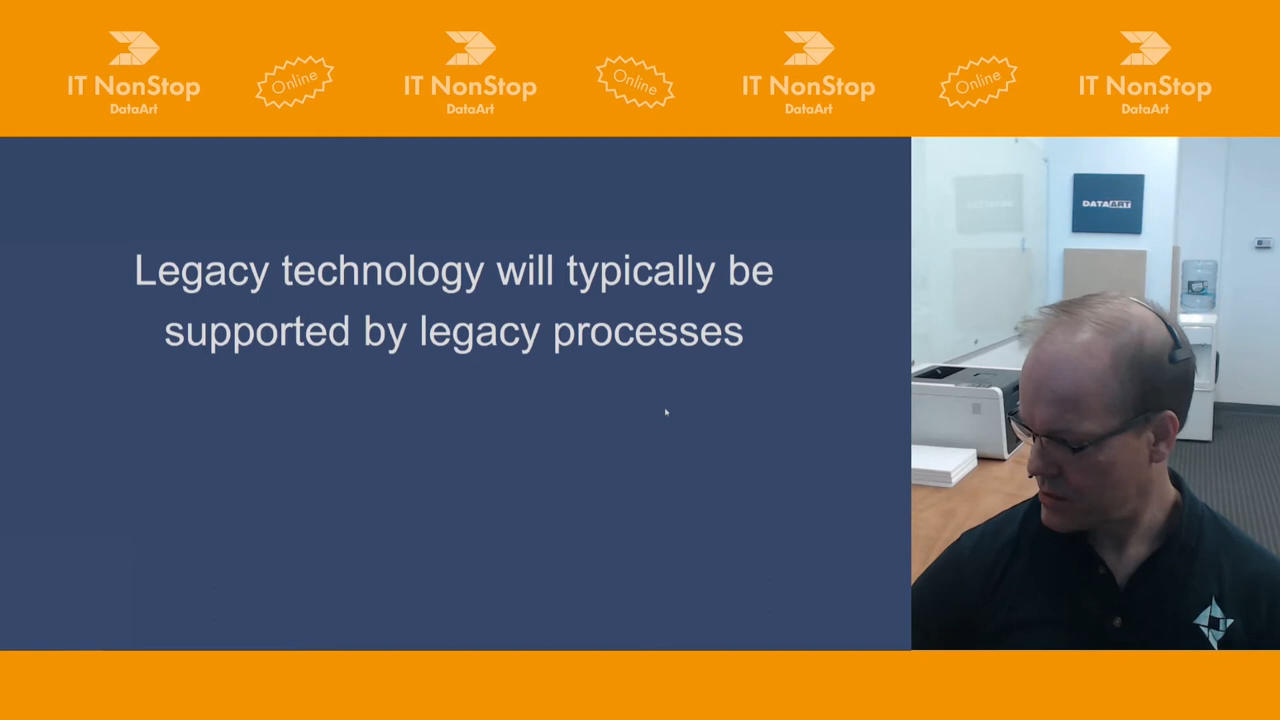 IT NonStop
DataArt
Online
IT NonStop
DataArt
Online
IT NonStop
DataArt
Online
IT NonStop
DataArt
Legacy technology will typically be
supported by legacy processes
DATAART